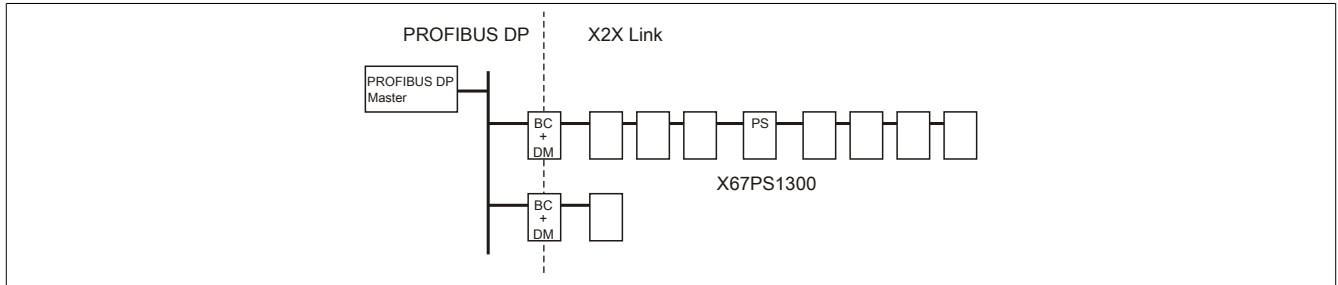 PROFIBUS DP
X2X Link
PROFIBUS DP
Master
BC
+
DM
PS
X67PS1300
BC
+
DM